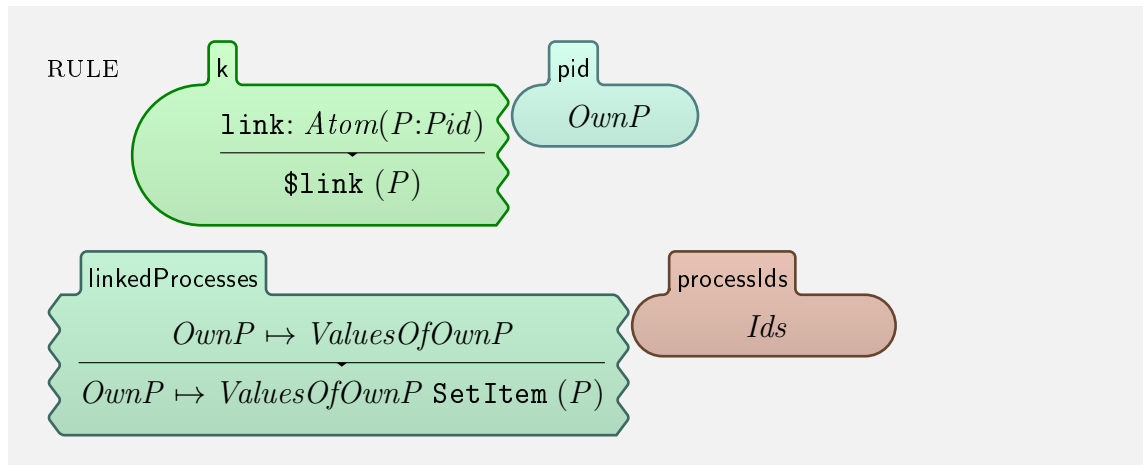 RULE
k
link: Atom(P:Pid)
$link (P)
pid
OwnP
linkedProcesses
OwnP ↦ ValuesOfOwnP
OwnP ↦ ValuesOfOwnP SetItem (P)
processIds
Ids